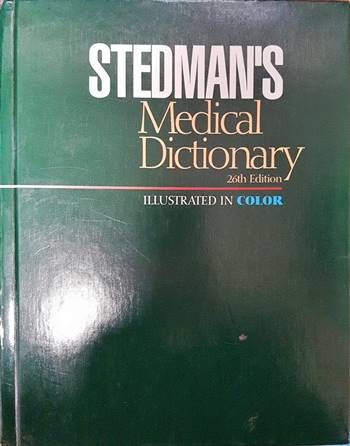 STEDMAN'S
Medical
Dictionary
26th Edition
ILLUSTRATED IN COLOR